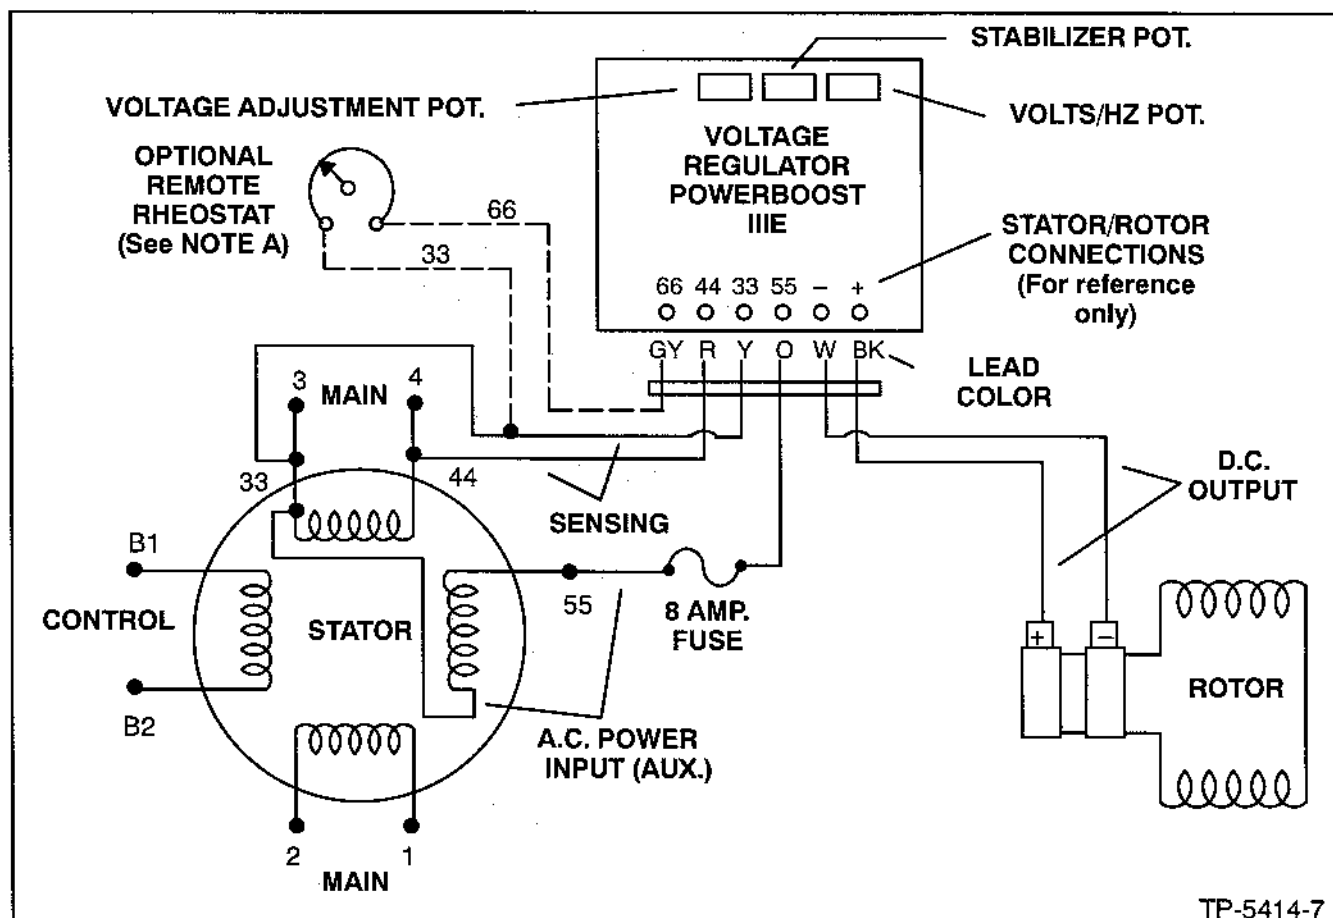 STABILIZER POT.
VOLTAGE ADJUSTMENT POT.
VOLTS/HZ POT.
VOLTAGE
REGULATOR
POWERBOOST
IIIE
OPTIONAL
REMOTE
RHEOSTAT
(See NOTE A)
66
33
STATOR/ROTOR
CONNECTIONS
(For reference
only)
66 44 33 55 – +
GY R Y O W BK
LEAD
COLOR
3 MAIN 4
33
44
SENSING
D.C.
OUTPUT
B1
CONTROL
B2
STATOR
55
8 AMP.
FUSE
+ –
ROTOR
A.C. POWER
INPUT (AUX.)
2 1
MAIN
TP-5414-7